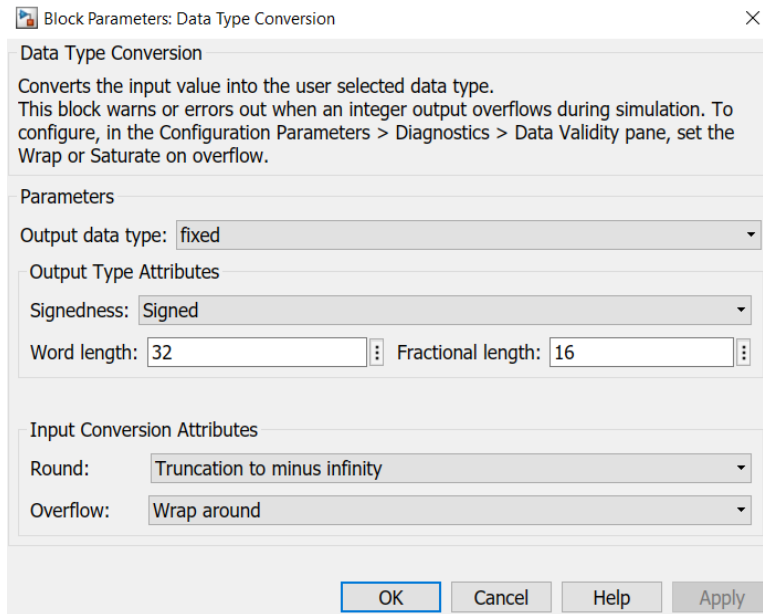 Block Parameters: Data Type Conversion
Data Type Conversion
Converts the input value into the user selected data type.
This block warns or errors out when an integer output overflows during simulation. To
configure, in the Configuration Parameters > Diagnostics > Data Validity pane, set the
Wrap or Saturate on overflow.
Parameters
Output data type: fixed
Output Type Attributes
Signedness: Signed
Word length: 32 Fractional length: 16
Input Conversion Attributes
Round: Truncation to minus infinity
Overflow: Wrap around
OK Cancel Help Apply